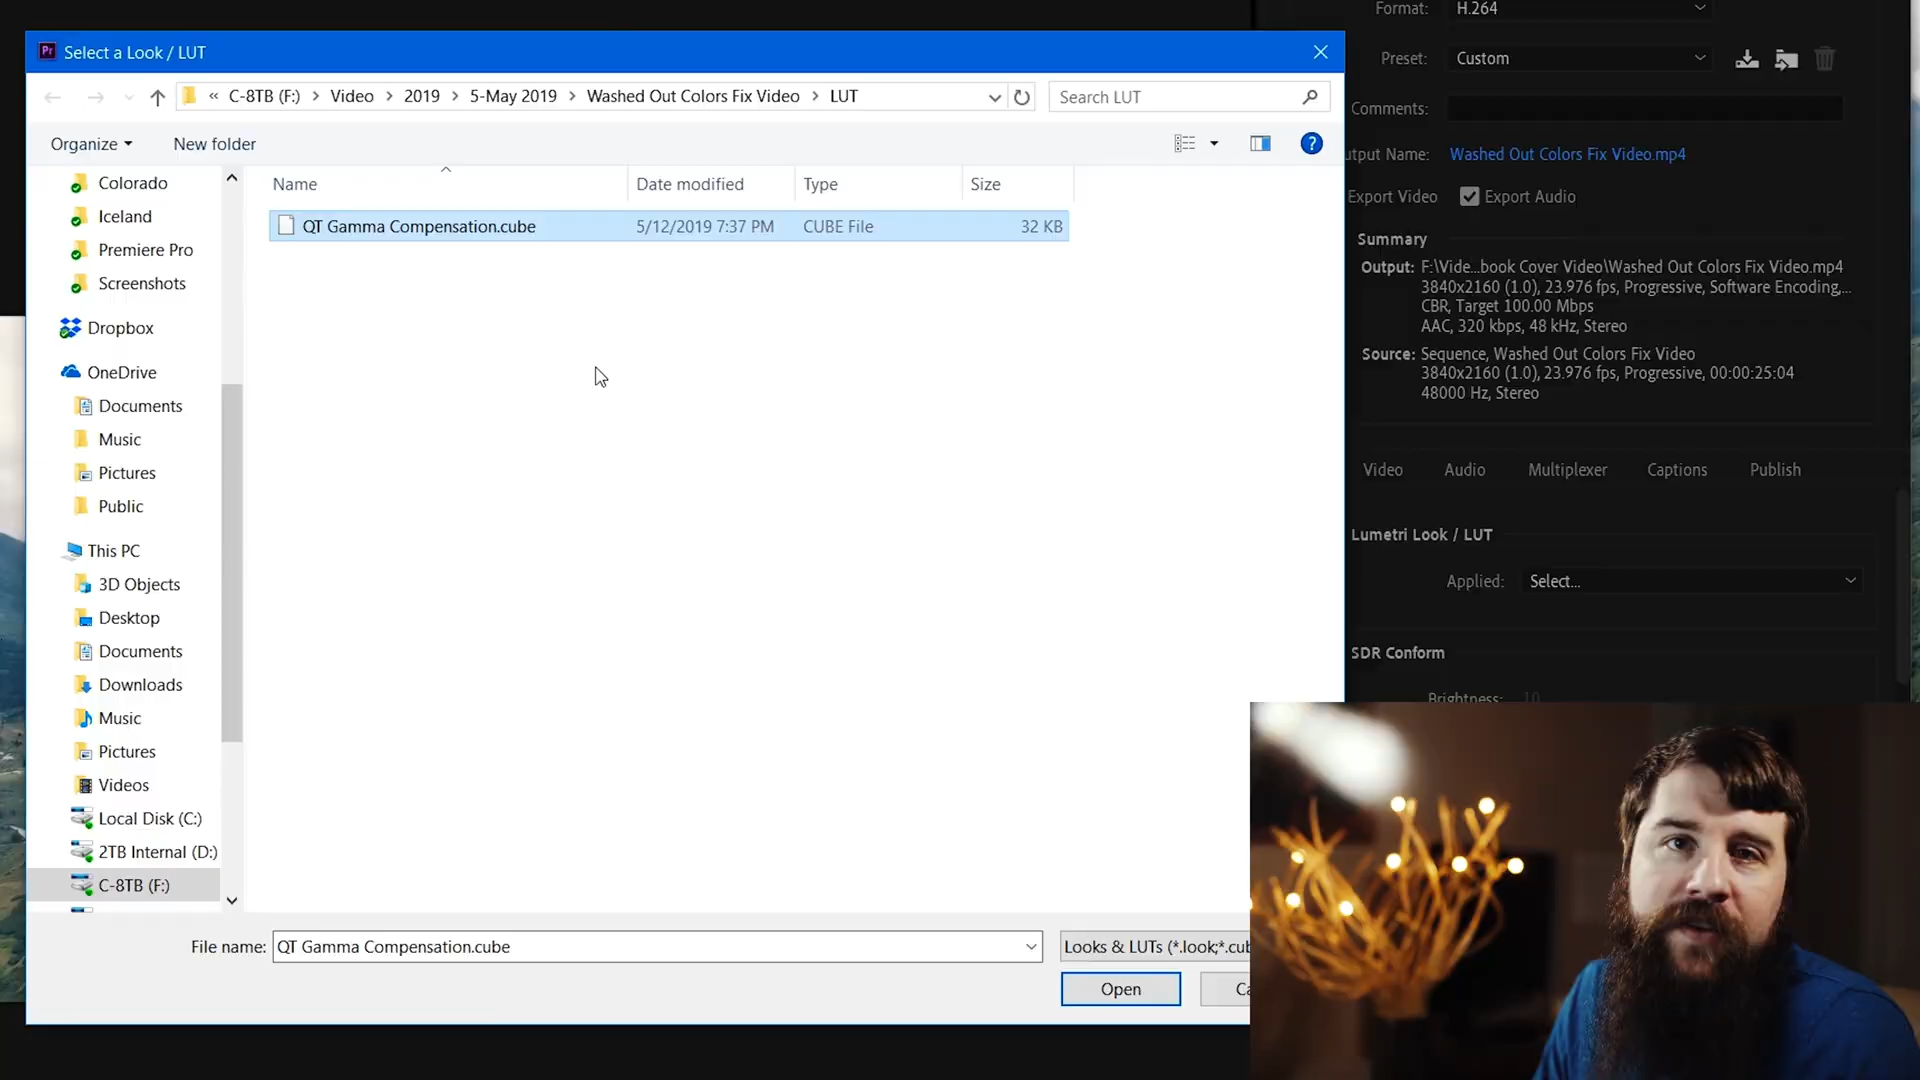 Pr Select a Look / LUT
« C-8TB (F:) › Video › 2019 › 5-May 2019 › Washed Out Colors Fix Video › LUT
Search LUT
Organize
New folder
?
Colorado
Iceland
Premiere Pro
Screenshots
Dropbox
OneDrive
Documents
Music
Pictures
Public
This PC
3D Objects
Desktop
Documents
Downloads
Music
Pictures
Videos
Local Disk (C:)
2TB Internal (D:)
C-8TB (F:)
Name Date modified Type Size
QT Gamma Compensation.cube 5/12/2019 7:37 PM CUBE File 32 KB
File name: QT Gamma Compensation.cube
Looks & LUTs (*.look;*.cub
Open
Ca
Format: H.264
Preset: Custom
Comments:
utput Name: Washed Out Colors Fix Video.mp4
Export Video Export Audio
Summary
Output: F:\Vide...book Cover Video\Washed Out Colors Fix Video.mp4
3840x2160 (1.0), 23.976 fps, Progressive, Software Encoding,...
CBR, Target 100.00 Mbps
AAC, 320 kbps, 48 kHz, Stereo
Source: Sequence, Washed Out Colors Fix Video
3840x2160 (1.0), 23.976 fps, Progressive, 00:00:25:04
48000 Hz, Stereo
Video Audio Multiplexer Captions Publish
Lumetri Look / LUT
Applied: Select...
SDR Conform
Brightness: 10